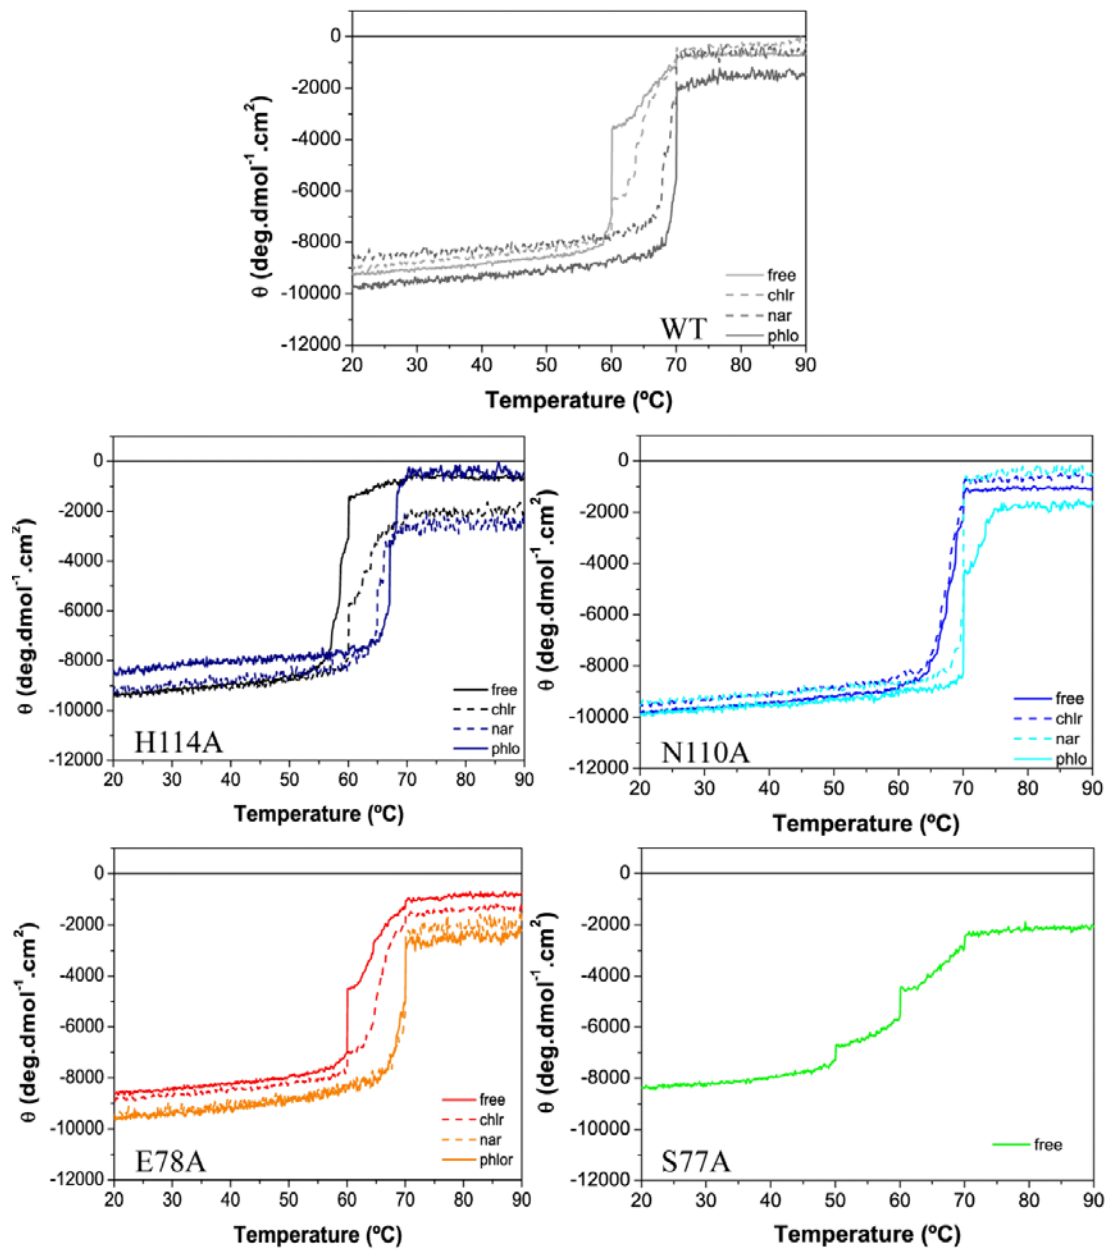 0
-2000
-4000
-6000
-8000
-10000
-12000
θ (deg.dmol⁻¹.cm²)
free
chlr
nar
phlo
WT
20 30 40 50 60 70 80 90
Temperature (ºC)
0
-2000
-4000
-6000
-8000
-10000
-12000
θ (deg.dmol⁻¹.cm²)
free
chlr
nar
phlo
H114A
20 30 40 50 60 70 80 90
Temperature (ºC)
0
-2000
-4000
-6000
-8000
-10000
-12000
θ (deg.dmol⁻¹.cm²)
free
chlr
nar
phlo
N110A
20 30 40 50 60 70 80 90
Temperature (ºC)
0
-2000
-4000
-6000
-8000
-10000
-12000
θ (deg.dmol⁻¹.cm²)
free
chlr
nar
phlor
E78A
20 30 40 50 60 70 80 90
Temperature (ºC)
0
-2000
-4000
-6000
-8000
-10000
-12000
θ (deg.dmol⁻¹.cm²)
free
S77A
20 30 40 50 60 70 80 90
Temperature (ºC)